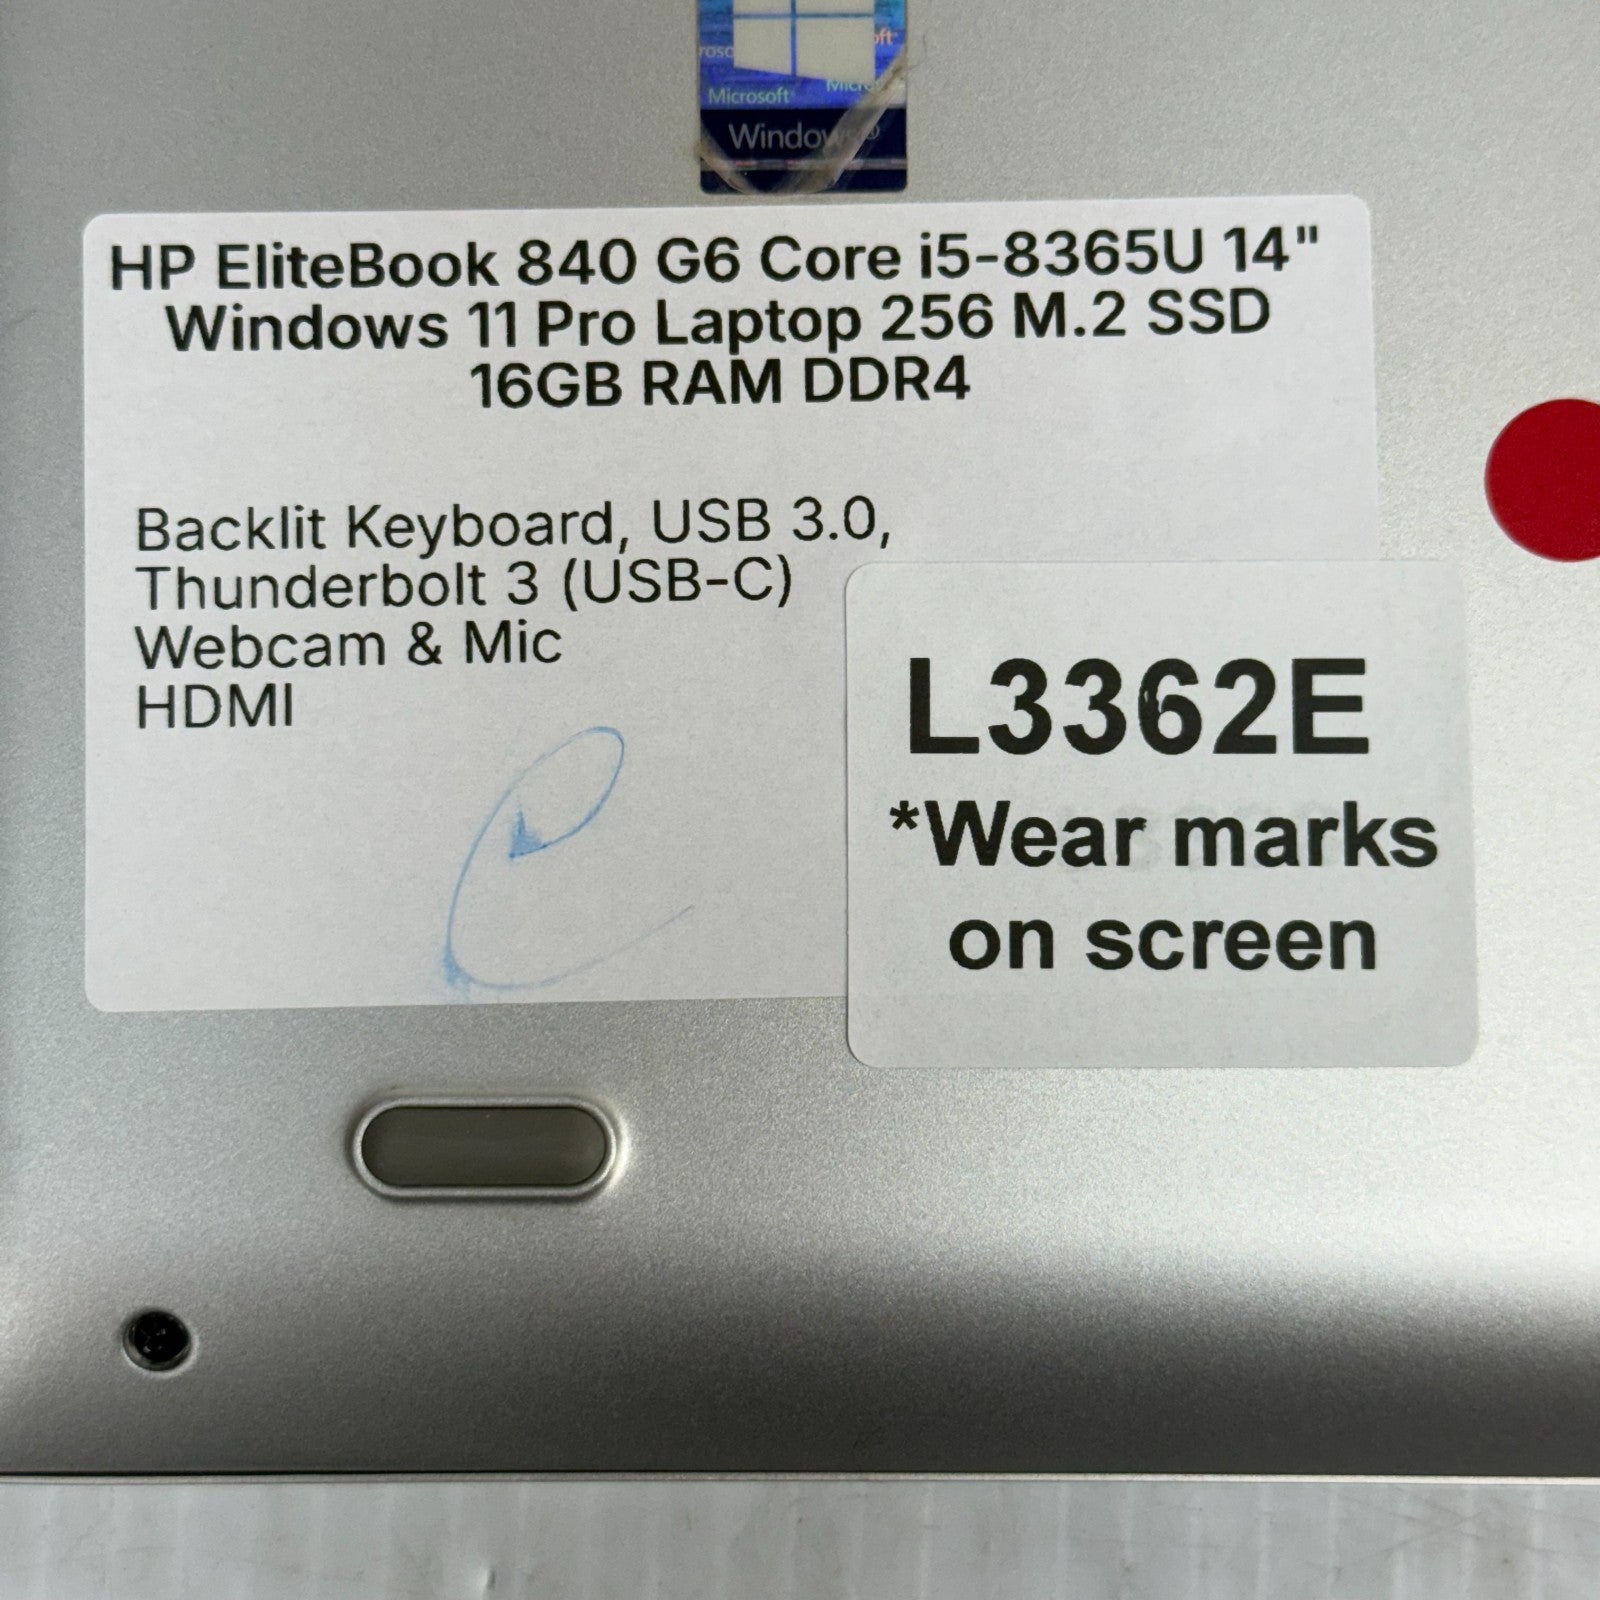 Microsoft
Windows®
HP EliteBook 840 G6 Core i5-8365U 14"
Windows 11 Pro Laptop 256 M.2 SSD
16GB RAM DDR4
Backlit Keyboard, USB 3.0,
Thunderbolt 3 (USB-C)
Webcam & Mic
HDMI
C
L3362E
*Wear marks
on screen